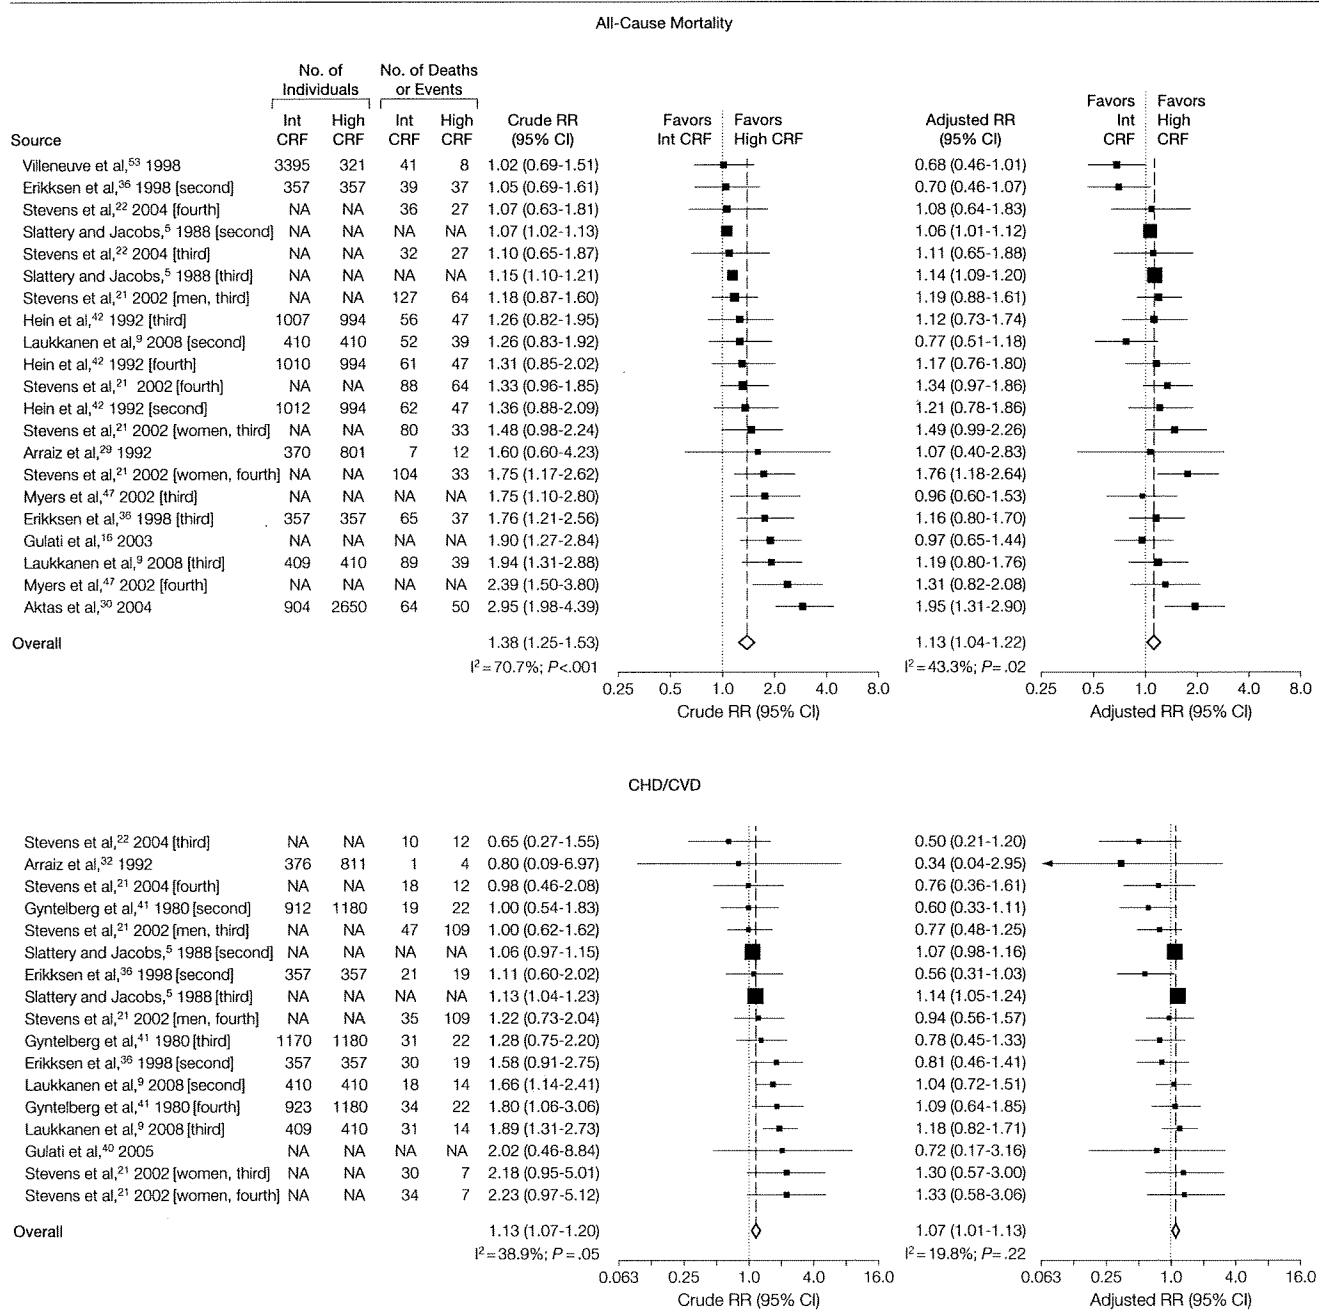 All-Cause Mortality
No. of Individuals No. of Deaths or Events
Source Int CRF High CRF Int CRF High CRF Crude RR (95% CI) Favors Int CRF Favors High CRF Adjusted RR (95% CI) Favors Int CRF Favors High CRF
Villeneuve et al,53 1998 3395 321 41 8 1.02 (0.69-1.51) 0.68 (0.46-1.01)
Erikksen et al,36 1998 [second] 357 357 39 37 1.05 (0.69-1.61) 0.70 (0.46-1.07)
Stevens et al,22 2004 [fourth] NA NA 36 27 1.07 (0.63-1.81) 1.08 (0.64-1.83)
Slattery and Jacobs,5 1988 [second] NA NA NA NA 1.07 (1.02-1.13) 1.06 (1.01-1.12)
Stevens et al,22 2004 [third] NA NA 32 27 1.10 (0.65-1.87) 1.11 (0.65-1.88)
Slattery and Jacobs,5 1988 [third] NA NA NA NA 1.15 (1.10-1.21) 1.14 (1.09-1.20)
Stevens et al,21 2002 [men, third] NA NA 127 64 1.18 (0.87-1.60) 1.19 (0.88-1.61)
Hein et al,42 1992 [third] 1007 994 56 47 1.26 (0.82-1.95) 1.12 (0.73-1.74)
Laukkanen et al,9 2008 [second] 410 410 52 39 1.26 (0.83-1.92) 0.77 (0.51-1.18)
Hein et al,42 1992 [fourth] 1010 994 61 47 1.31 (0.85-2.02) 1.17 (0.76-1.80)
Stevens et al,21 2002 [fourth] NA NA 88 64 1.33 (0.96-1.85) 1.34 (0.97-1.86)
Hein et al,42 1992 [second] 1012 994 62 47 1.36 (0.88-2.09) 1.21 (0.78-1.86)
Stevens et al,21 2002 [women, third] NA NA 80 33 1.48 (0.98-2.24) 1.49 (0.99-2.26)
Arraiz et al,29 1992 370 801 7 12 1.60 (0.60-4.23) 1.07 (0.40-2.83)
Stevens et al,21 2002 [women, fourth] NA NA 104 33 1.75 (1.17-2.62) 1.76 (1.18-2.64)
Myers et al,47 2002 [third] NA NA NA NA 1.75 (1.10-2.80) 0.96 (0.60-1.53)
Erikksen et al,36 1998 [third] 357 357 65 37 1.76 (1.21-2.56) 1.16 (0.80-1.70)
Gulati et al,16 2003 NA NA NA NA 1.90 (1.27-2.84) 0.97 (0.65-1.44)
Laukkanen et al,9 2008 [third] 409 410 89 39 1.94 (1.31-2.88) 1.19 (0.80-1.76)
Myers et al,47 2002 [fourth] NA NA NA NA 2.39 (1.50-3.80) 1.31 (0.82-2.08)
Aktas et al,30 2004 904 2650 64 50 2.95 (1.98-4.39) 1.95 (1.31-2.90)
Overall 1.38 (1.25-1.53) 1.13 (1.04-1.22)
I2=70.7%; P<.001 I2=43.3%; P=.02
0.25 0.5 1.0 2.0 4.0 8.0 0.25 0.5 1.0 2.0 4.0 8.0
Crude RR (95% CI) Adjusted RR (95% CI)
CHD/CVD
Stevens et al,22 2004 [third] NA NA 10 12 0.65 (0.27-1.55) 0.50 (0.21-1.20)
Arraiz et al,32 1992 376 811 1 4 0.80 (0.09-6.97) 0.34 (0.04-2.95)
Stevens et al,21 2004 [fourth] NA NA 18 12 0.98 (0.46-2.08) 0.76 (0.36-1.61)
Gyntelberg et al,41 1980 [second] 912 1180 19 22 1.00 (0.54-1.83) 0.60 (0.33-1.11)
Stevens et al,21 2002 [men, third] NA NA 47 109 1.00 (0.62-1.62) 0.77 (0.48-1.25)
Slattery and Jacobs,5 1988 [second] NA NA NA NA 1.06 (0.97-1.15) 1.07 (0.98-1.16)
Erikksen et al,36 1998 [second] 357 357 21 19 1.11 (0.60-2.02) 0.56 (0.31-1.03)
Slattery and Jacobs,5 1988 [third] NA NA NA NA 1.13 (1.04-1.23) 1.14 (1.05-1.24)
Stevens et al,21 2002 [men, fourth] NA NA 35 109 1.22 (0.73-2.04) 0.94 (0.56-1.57)
Gyntelberg et al,41 1980 [third] 1170 1180 31 22 1.28 (0.75-2.20) 0.78 (0.45-1.33)
Erikksen et al,36 1998 [second] 357 357 30 19 1.58 (0.91-2.75) 0.81 (0.46-1.41)
Laukkanen et al,9 2008 [second] 410 410 18 14 1.66 (1.14-2.41) 1.04 (0.72-1.51)
Gyntelberg et al,41 1980 [fourth] 923 1180 34 22 1.80 (1.06-3.06) 1.09 (0.64-1.85)
Laukkanen et al,9 2008 [third] 409 410 31 14 1.89 (1.31-2.73) 1.18 (0.82-1.71)
Gulati et al,40 2005 NA NA NA NA 2.02 (0.46-8.84) 0.72 (0.17-3.16)
Stevens et al,21 2002 [women, third] NA NA 30 7 2.18 (0.95-5.01) 1.30 (0.57-3.00)
Stevens et al,21 2002 [women, fourth] NA NA 34 7 2.23 (0.97-5.12) 1.33 (0.58-3.06)
Overall 1.13 (1.07-1.20) 1.07 (1.01-1.13)
I2=38.9%; P=.05 I2=19.8%; P=.22
0.063 0.25 1.0 4.0 16.0 0.063 0.25 1.0 4.0 16.0
Crude RR (95% CI) Adjusted RR (95% CI)